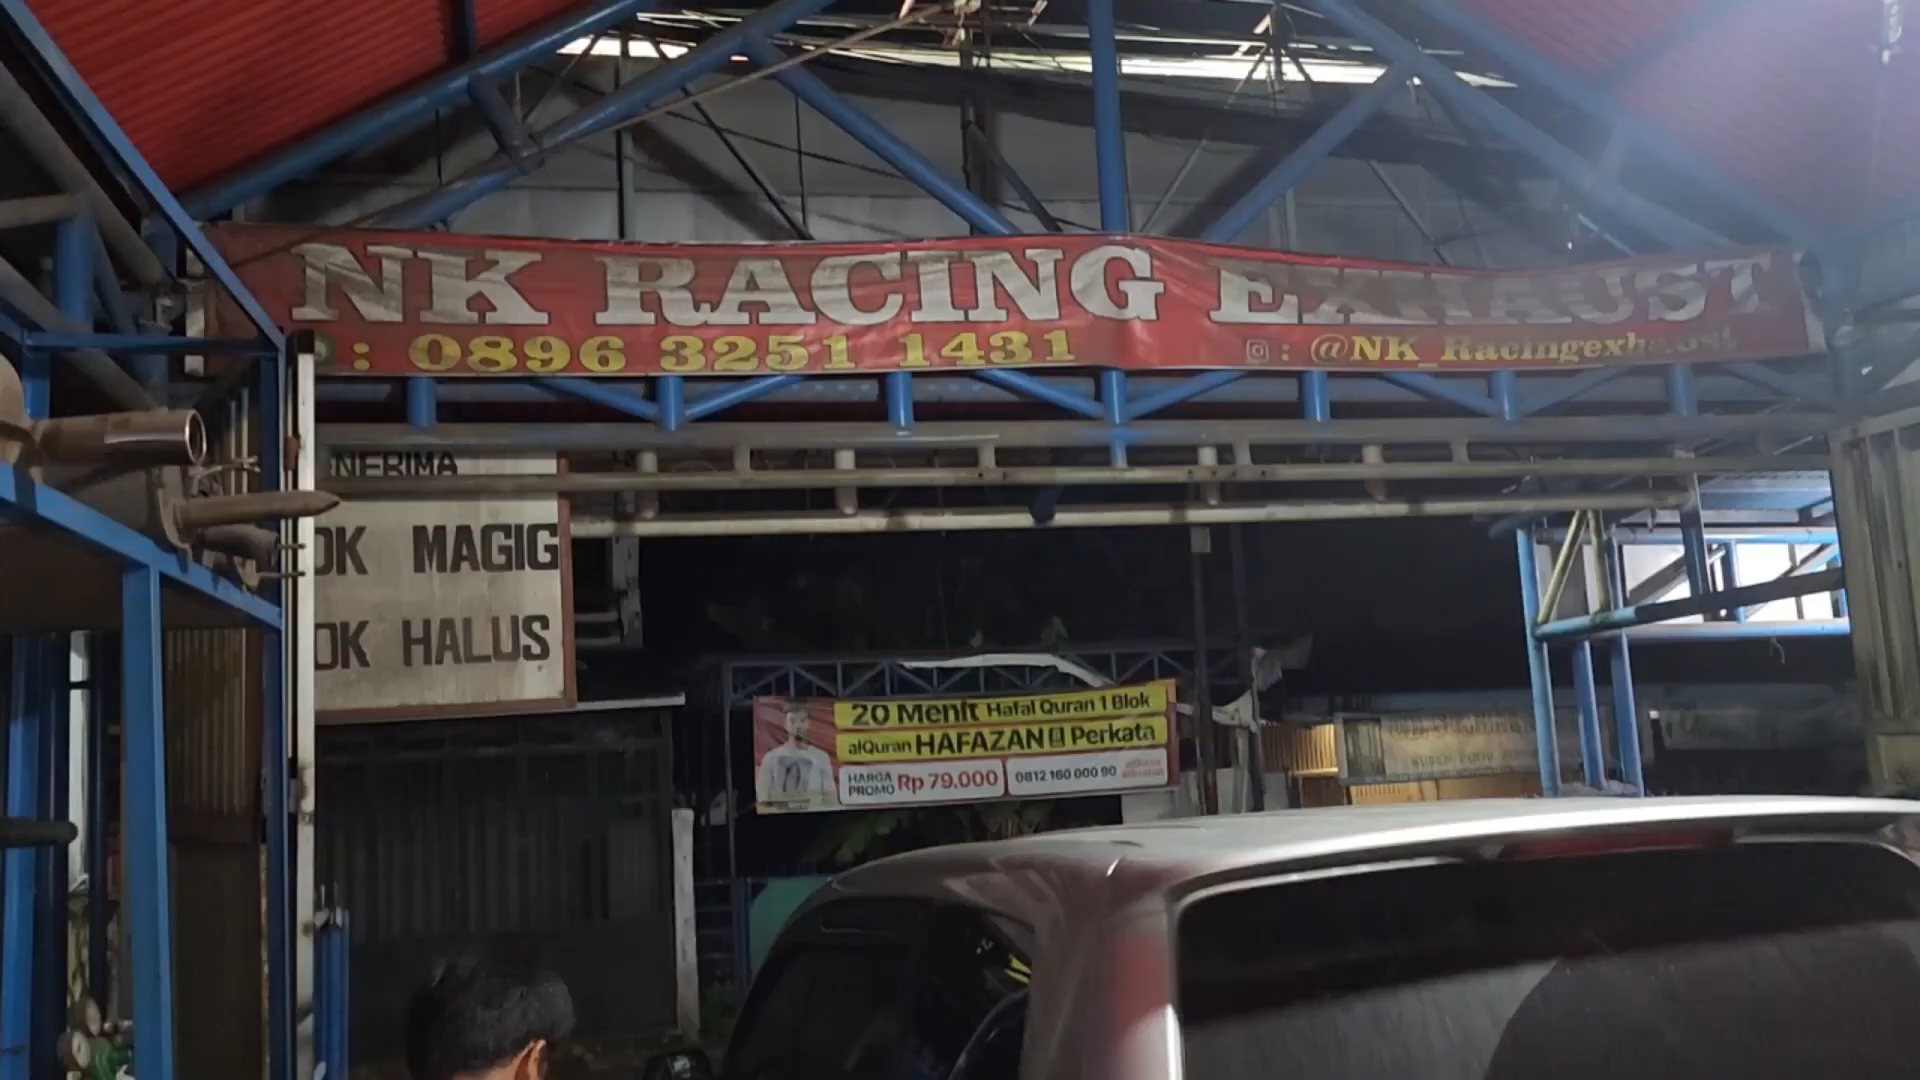 NK RACING EXHAUST
: 0896 3251 1431
: @NK_Racingexhaust
NERIMA
OK MAGIG
OK HALUS
20 Menit Hafal Quran 1 Blok
alQuran HAFAZAN 8 Perkata
HARGA PROMO Rp 79.000
0812 160 000 90